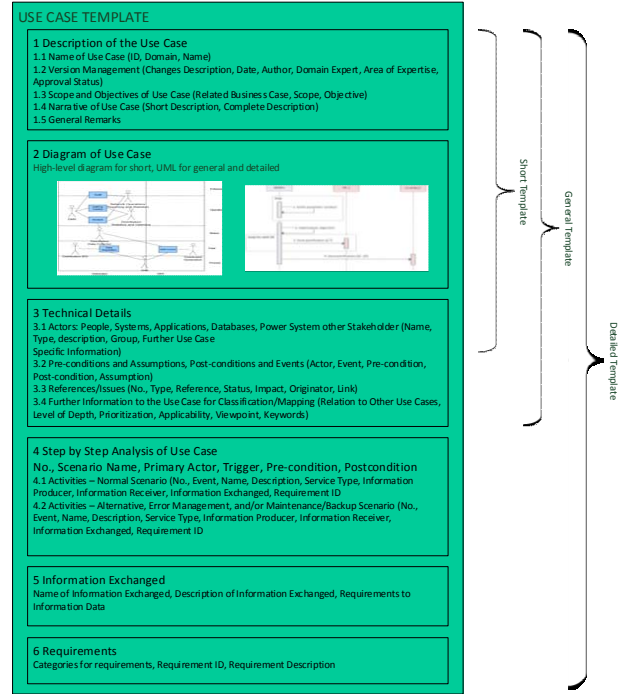 USE CASE TEMPLATE
1 Description of the Use Case
1.1 Name of Use Case (ID, Domain, Name)
1.2 Version Management (Changes Description, Date, Author, Domain Expert, Area of Expertise,
Approval Status)
1.3 Scope and Objectives of Use Case (Related Business Case, Scope, Objective)
1.4 Narrative of Use Case (Short Description, Complete Description)
1.5 General Remarks
2 Diagram of Use Case
High-level diagram for short, UML for general and detailed
3 Technical Details
3.1 Actors: People, Systems, Applications, Databases, Power System other Stakeholder (Name,
Type, description, Group, Further Use Case
Specific Information)
3.2 Pre-conditions and Assumptions, Post-conditions and Events (Actor, Event, Pre-condition,
Post-condition, Assumption)
3.3 References/Issues (No., Type, Reference, Status, Impact, Originator, Link)
3.4 Further Information to the Use Case for Classification/Mapping (Relation to Other Use Cases,
Level of Depth, Prioritization, Applicability, Viewpoint, Keywords)
4 Step by Step Analysis of Use Case
No., Scenario Name, Primary Actor, Trigger, Pre-condition, Postcondition
4.1 Activities – Normal Scenario (No., Event, Name, Description, Service Type, Information
Producer, Information Receiver, Information Exchanged, Requirement ID
4.2 Activities – Alternative, Error Management, and/or Maintenance/Backup Scenario (No.,
Event, Name, Description, Service Type, Information Producer, Information Receiver,
Information Exchanged, Requirement ID
5 Information Exchanged
Name of Information Exchanged, Description of Information Exchanged, Requirements to
Information Data
6 Requirements
Categories for requirements, Requirement ID, Requirement Description
Short Template
General Template
Detailed Template